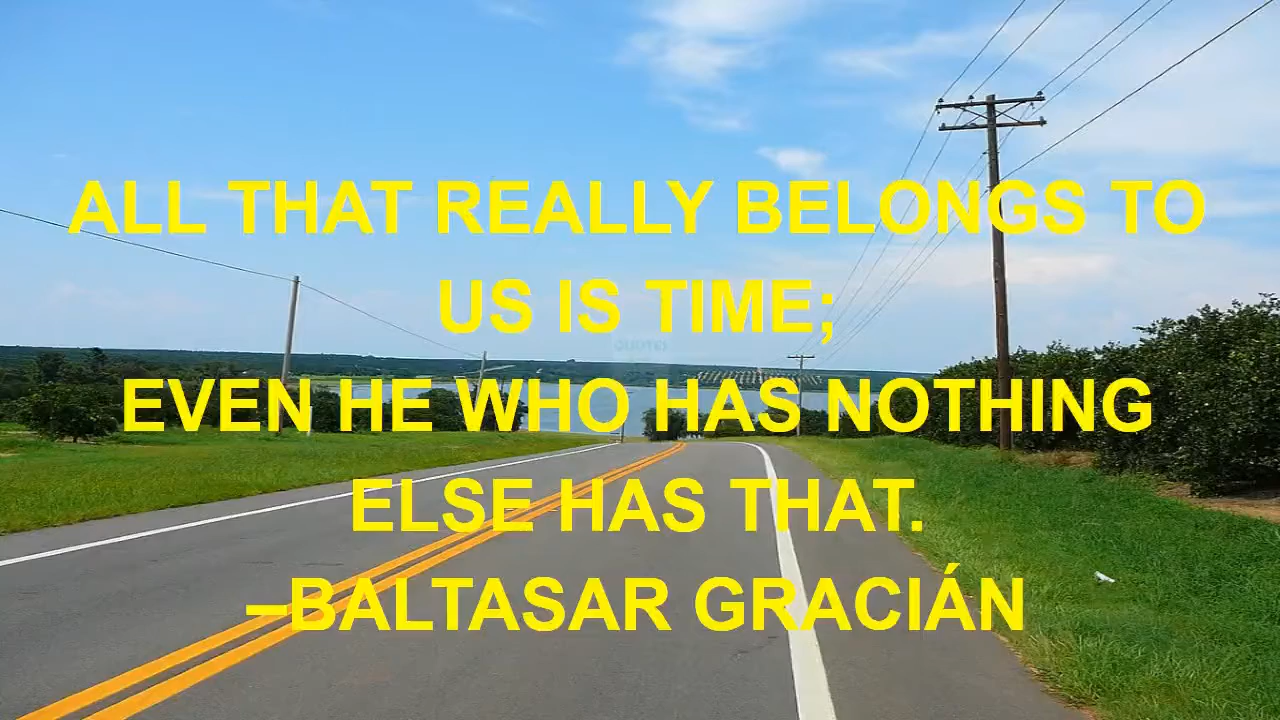 ALL THAT REALLY BELONGS TO
US IS TIME;
EVEN HE WHO HAS NOTHING
ELSE HAS THAT.
–BALTASAR GRACIÁN